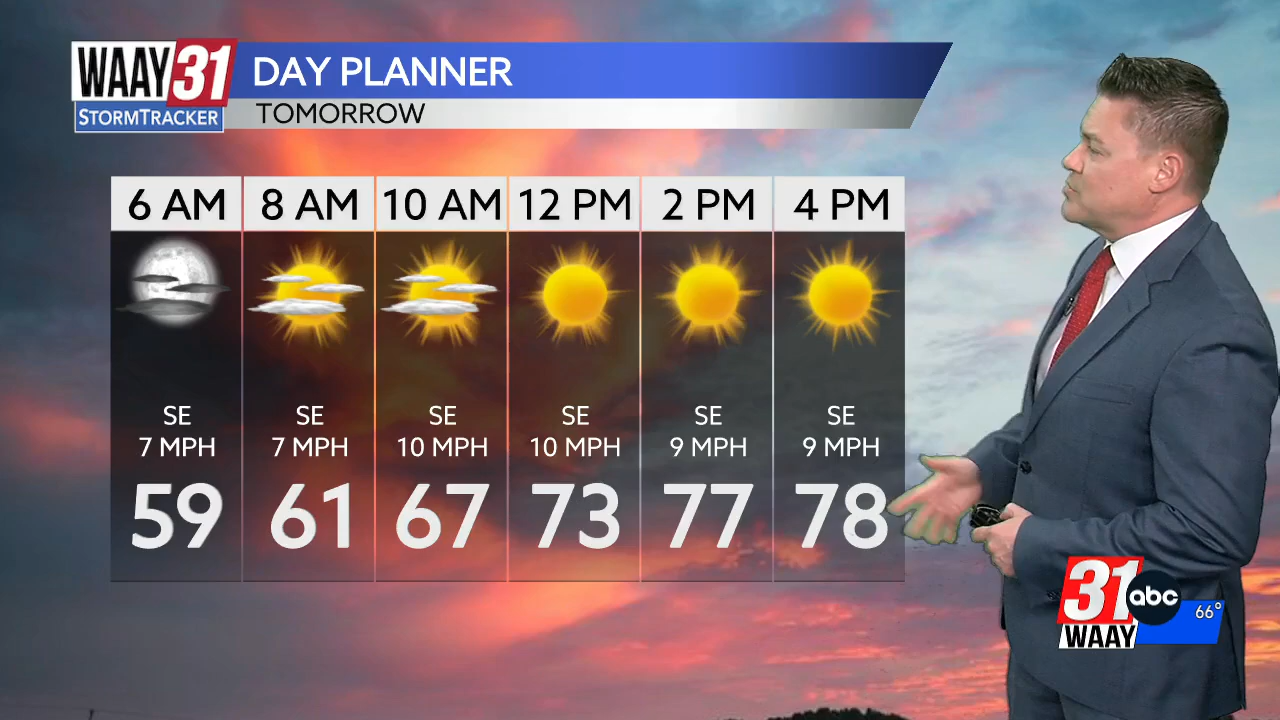 WAAY 31
STORMTRACKER
DAY PLANNER
TOMORROW
6 AM 8 AM 10 AM 12 PM 2 PM 4 PM
SE SE SE SE SE SE
7 MPH 7 MPH 10 MPH 10 MPH 9 MPH 9 MPH
59 61 67 73 77 78
31 abc
66°
WAAY